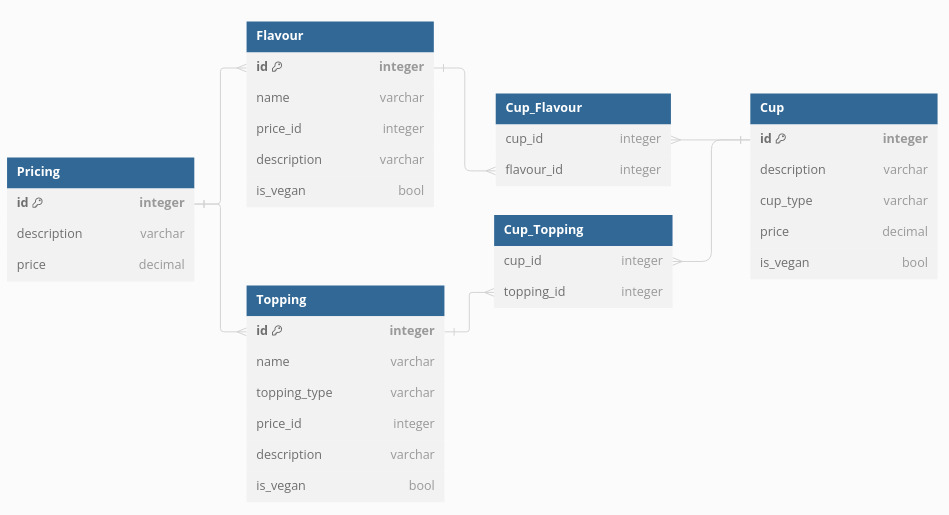 Flavour
id integer
name varchar
price_id integer
description varchar
is_vegan bool
Cup_Flavour
cup_id integer
flavour_id integer
Cup
id integer
description varchar
cup_type varchar
price decimal
is_vegan bool
Pricing
id integer
description varchar
price decimal
Cup_Topping
cup_id integer
topping_id integer
Topping
id integer
name varchar
topping_type varchar
price_id integer
description varchar
is_vegan bool